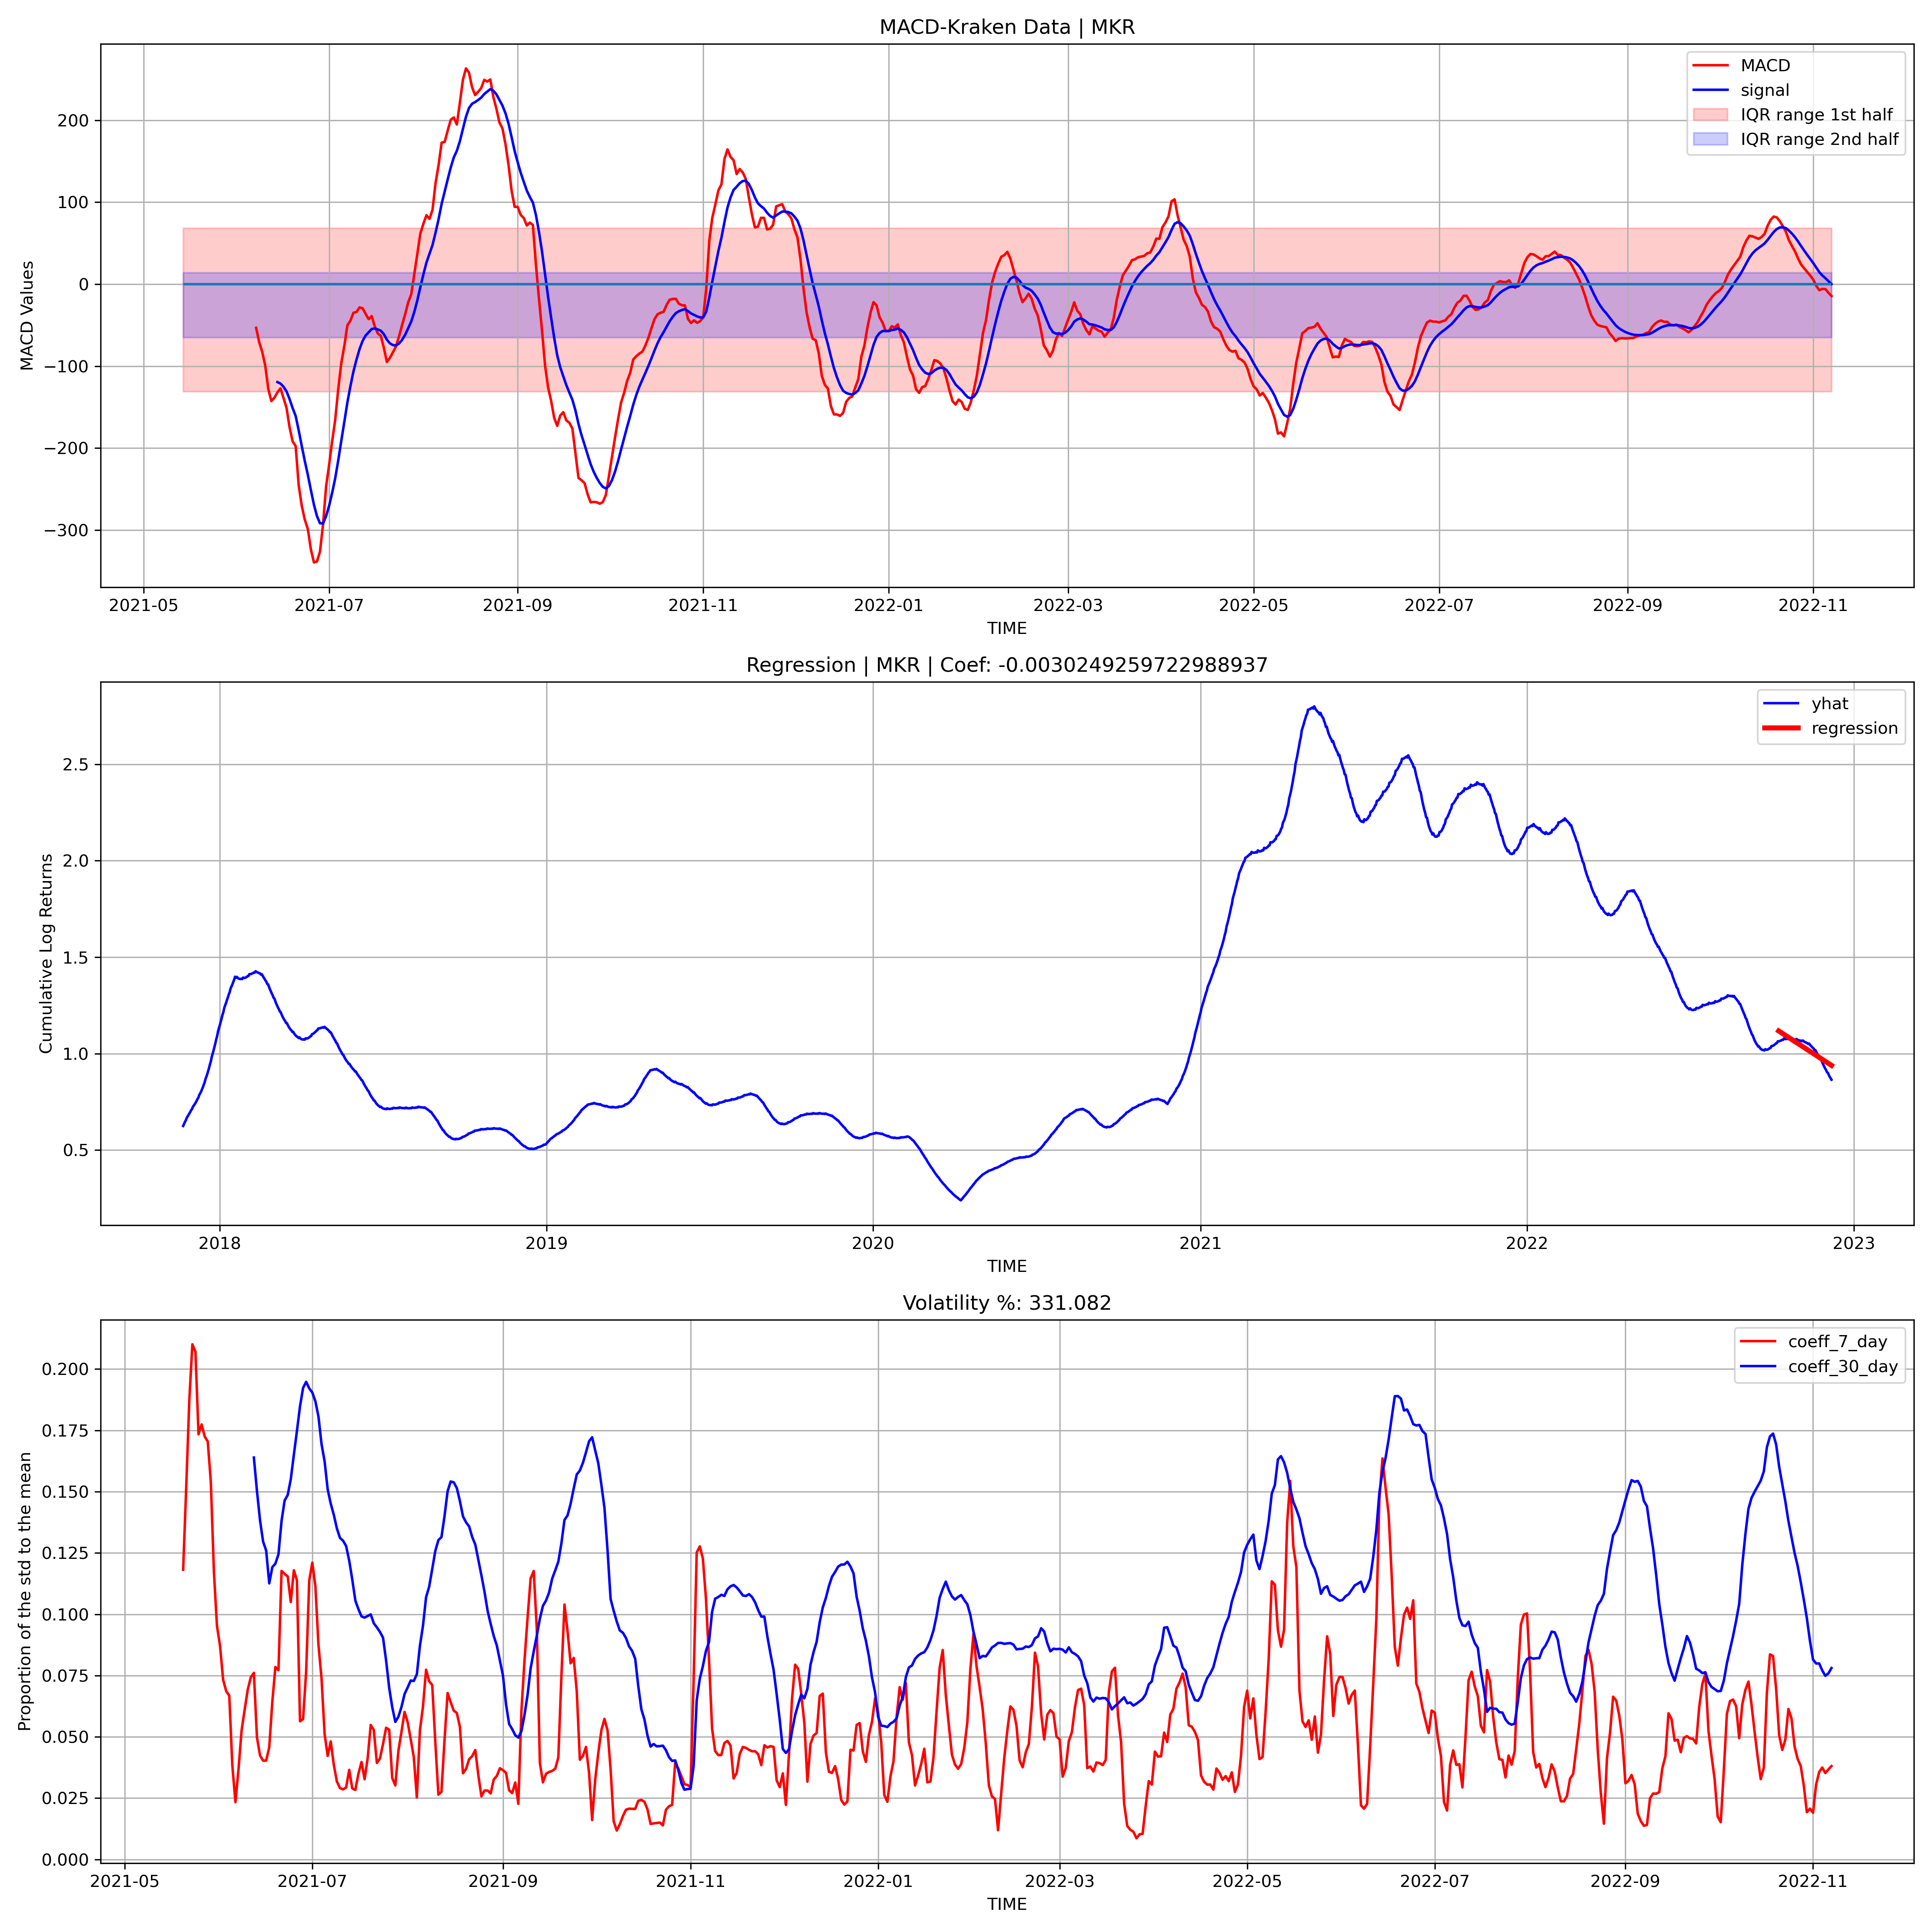 MACD-Kraken Data | MKR
MACD
signal
IQR range 1st half
IQR range 2nd half
MACD Values
200
100
0
−100
−200
−300
2021-05 2021-07 2021-09 2021-11 2022-01 2022-03 2022-05 2022-07 2022-09 2022-11
TIME
Regression | MKR | Coef: -0.0030249259722988937
yhat
regression
Cumulative Log Returns
2.5
2.0
1.5
1.0
0.5
2018 2019 2020 2021 2022 2023
TIME
Volatility %: 331.082
coeff_7_day
coeff_30_day
Proportion of the std to the mean
0.200
0.175
0.150
0.125
0.100
0.075
0.050
0.025
0.000
2021-05 2021-07 2021-09 2021-11 2022-01 2022-03 2022-05 2022-07 2022-09 2022-11
TIME